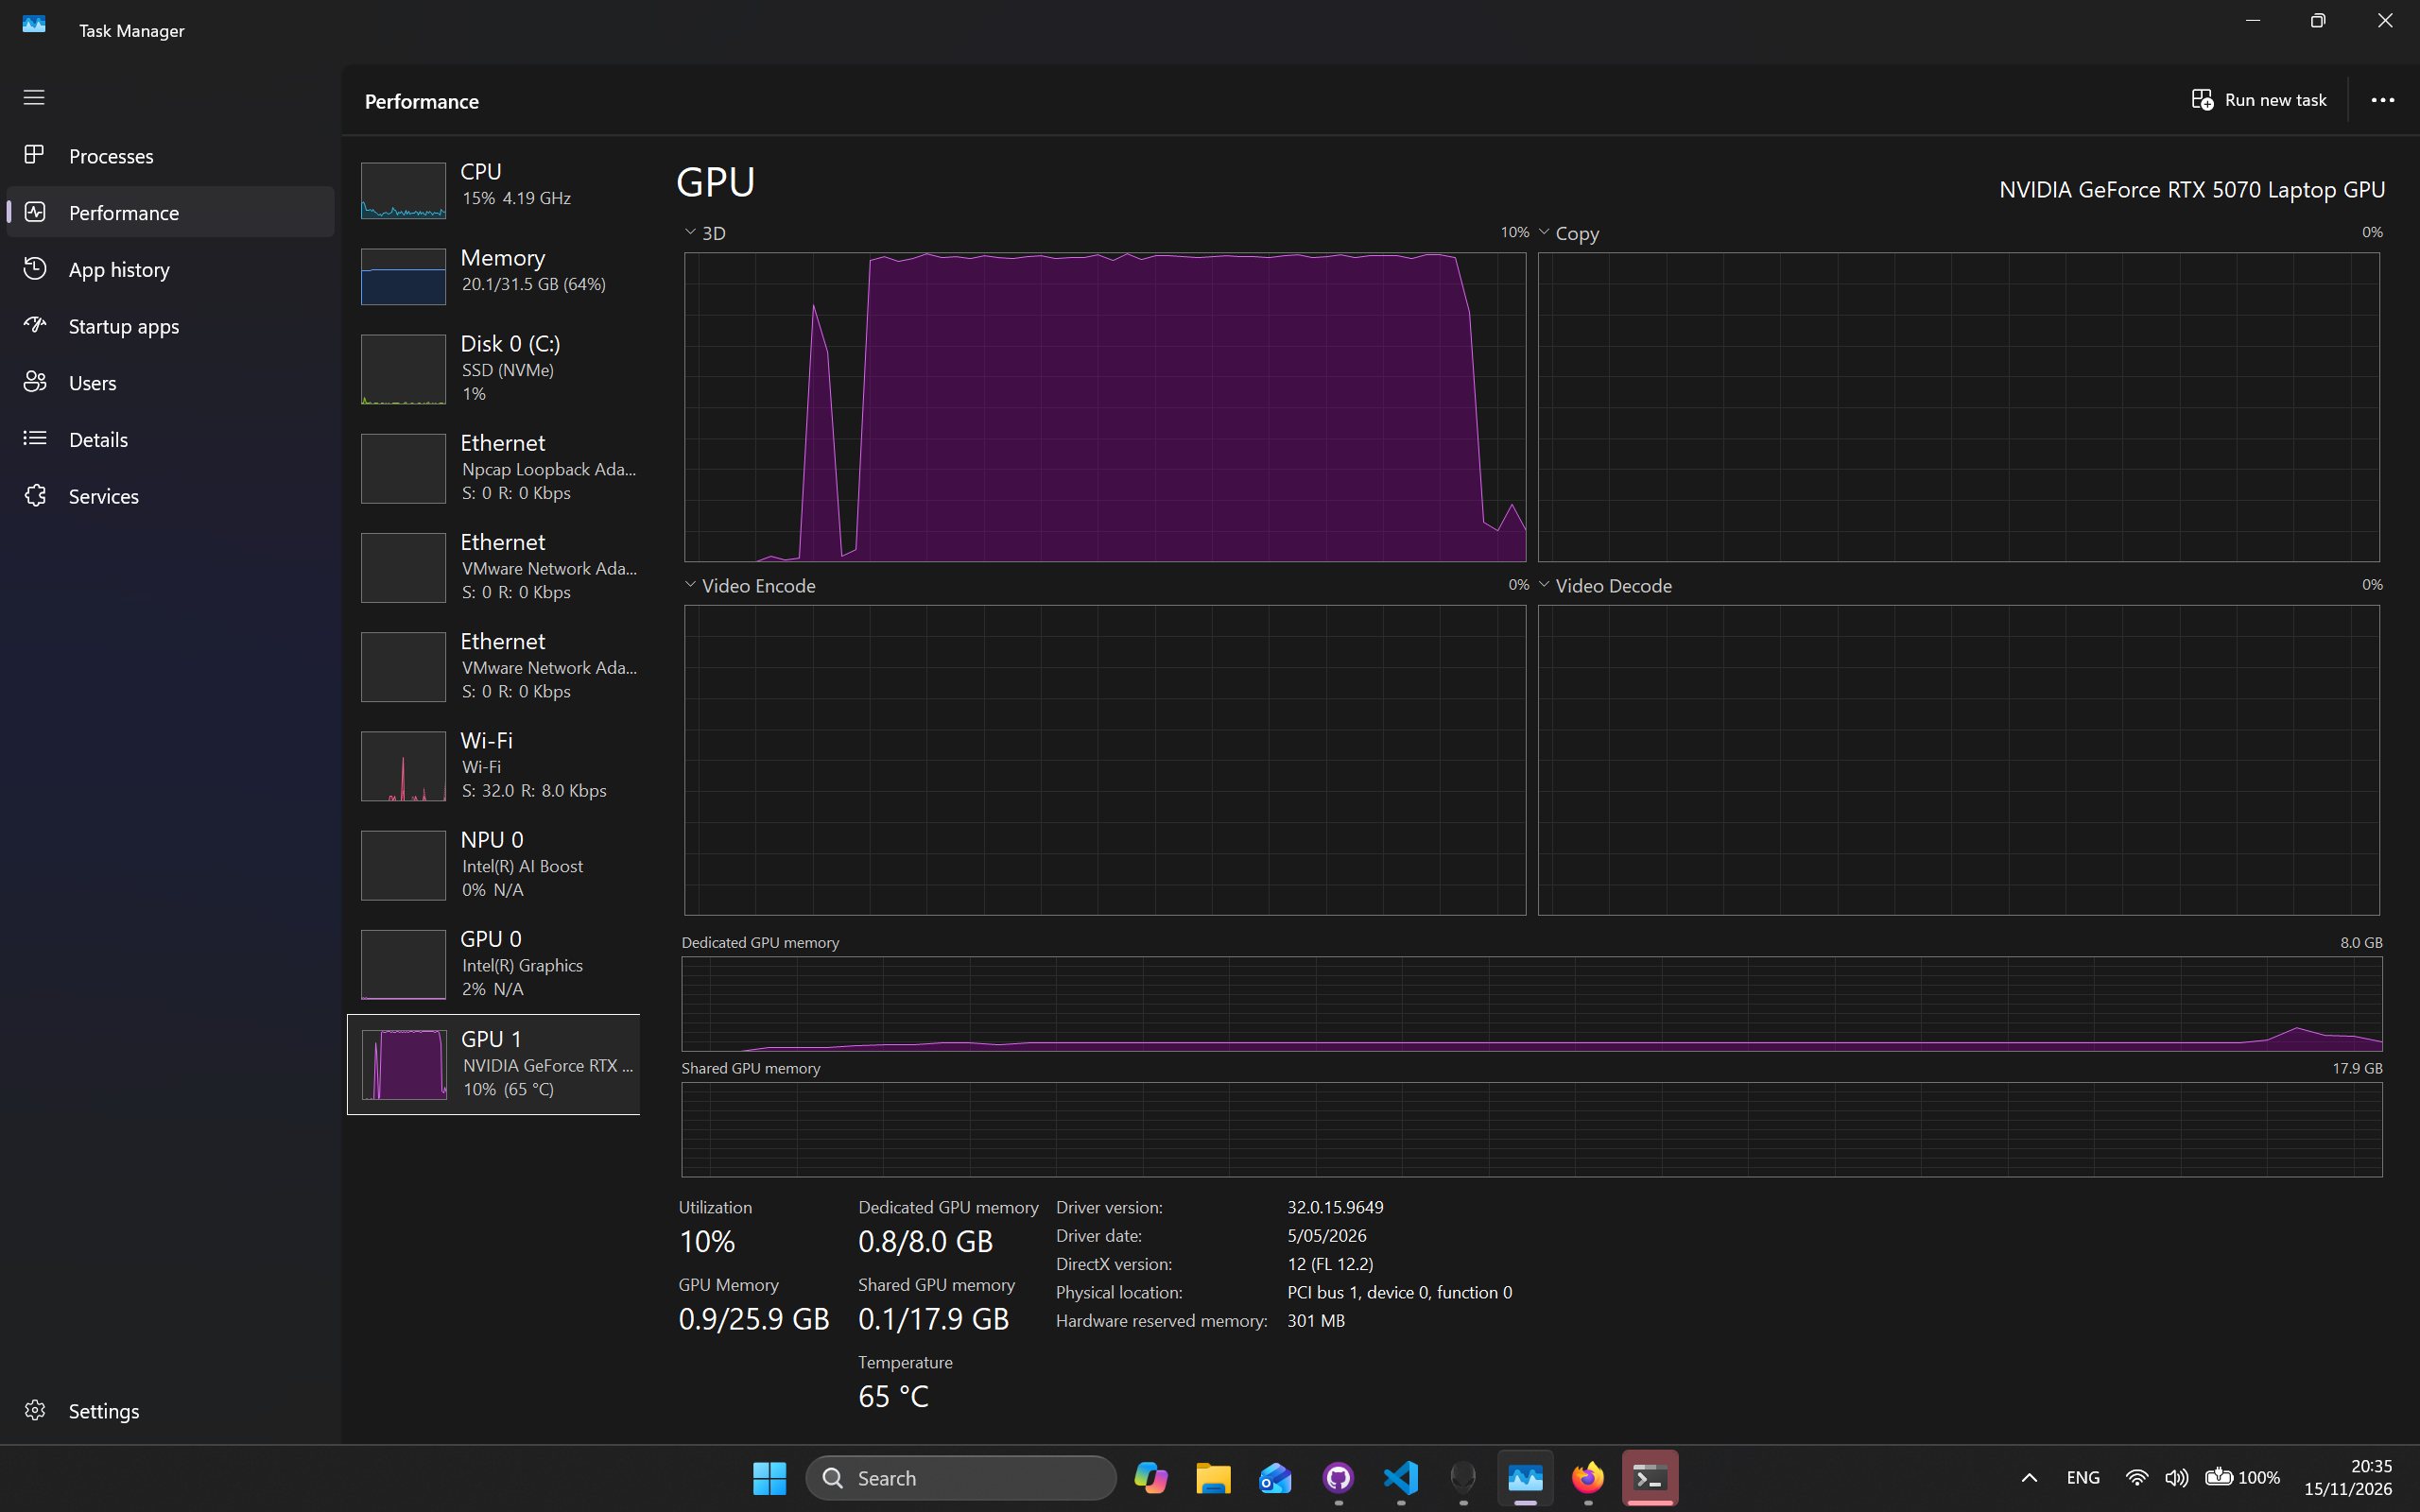 Task Manager
Performance
Run new task
Processes
Performance
App history
Startup apps
Users
Details
Services
Settings
CPU
15% 4.19 GHz
Memory
20.1/31.5 GB (64%)
Disk 0 (C:)
SSD (NVMe)
1%
Ethernet
Npcap Loopback Ada...
S: 0 R: 0 Kbps
Ethernet
VMware Network Ada...
S: 0 R: 0 Kbps
Ethernet
VMware Network Ada...
S: 0 R: 0 Kbps
Wi-Fi
Wi-Fi
S: 32.0 R: 8.0 Kbps
NPU 0
Intel(R) AI Boost
0% N/A
GPU 0
Intel(R) Graphics
2% N/A
GPU 1
NVIDIA GeForce RTX ...
10% (65 °C)
GPU
NVIDIA GeForce RTX 5070 Laptop GPU
3D 10%
Copy 0%
Video Encode 0%
Video Decode 0%
Dedicated GPU memory 8.0 GB
Shared GPU memory 17.9 GB
Utilization
10%
GPU Memory
0.9/25.9 GB
Dedicated GPU memory
0.8/8.0 GB
Shared GPU memory
0.1/17.9 GB
Temperature
65 °C
Driver version: 32.0.15.9649
Driver date: 5/05/2026
DirectX version: 12 (FL 12.2)
Physical location: PCI bus 1, device 0, function 0
Hardware reserved memory: 301 MB
Search
ENG
100%
20:35
15/11/2026